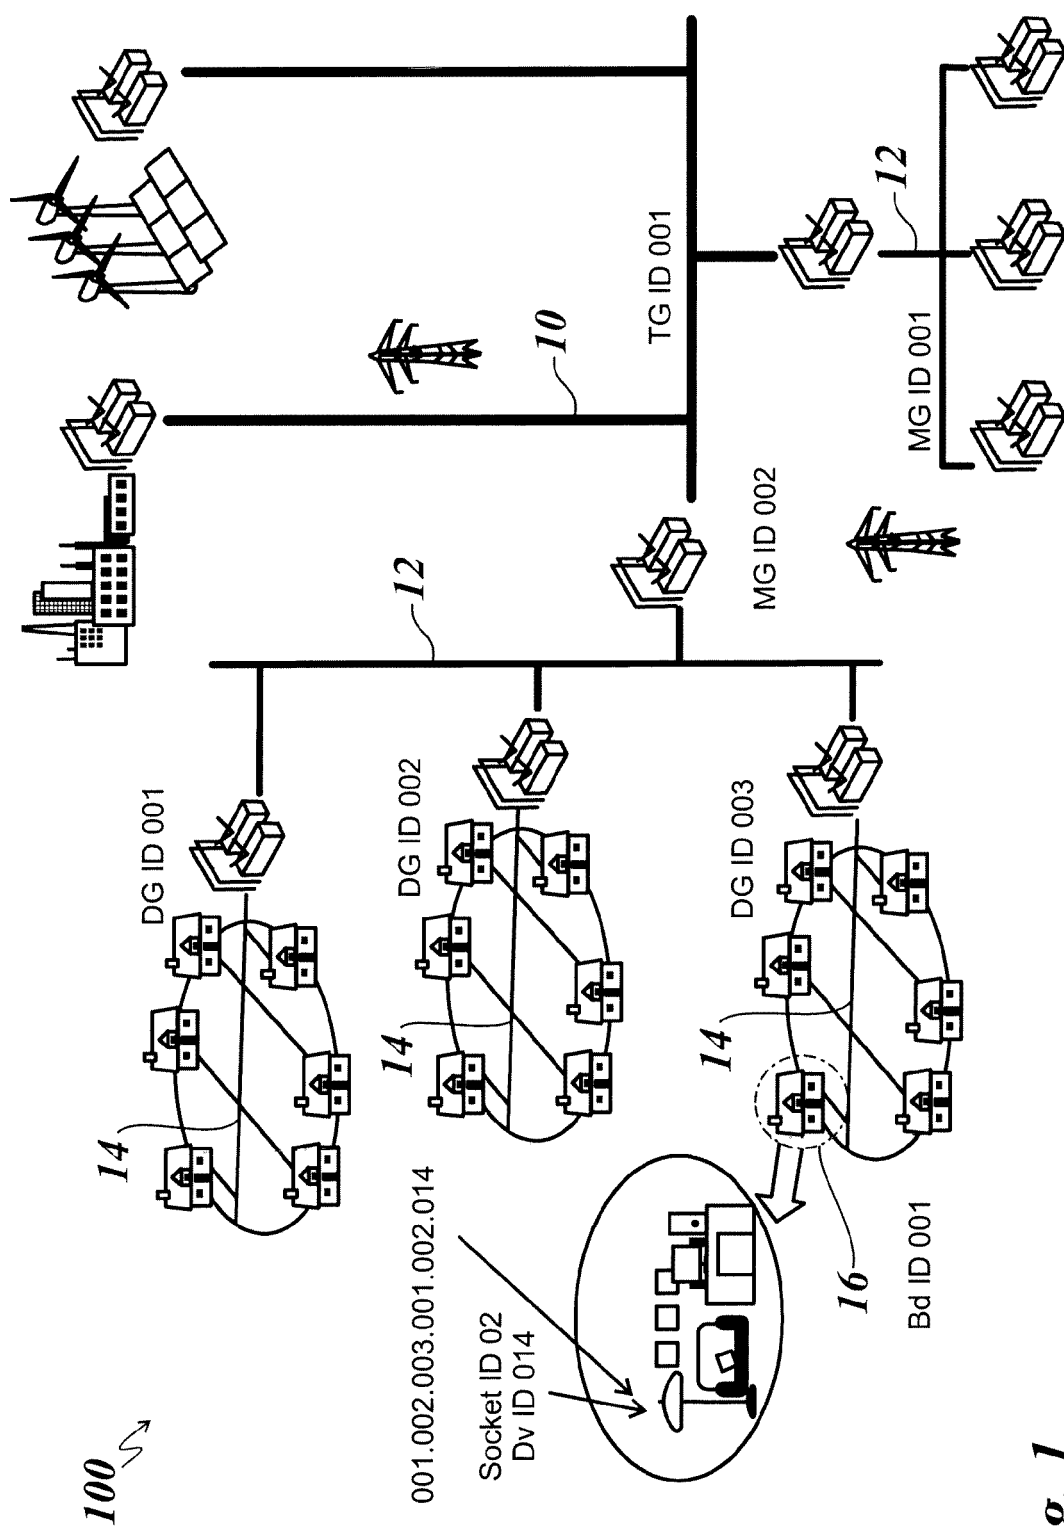 100
DG ID 001
14
12
10
TG ID 001
MG ID 002
12
MG ID 001
DG ID 002
14
001.002.003.001.002.014
Socket ID 02
Dv ID 014
DG ID 003
14
16
Bd ID 001
g. 1